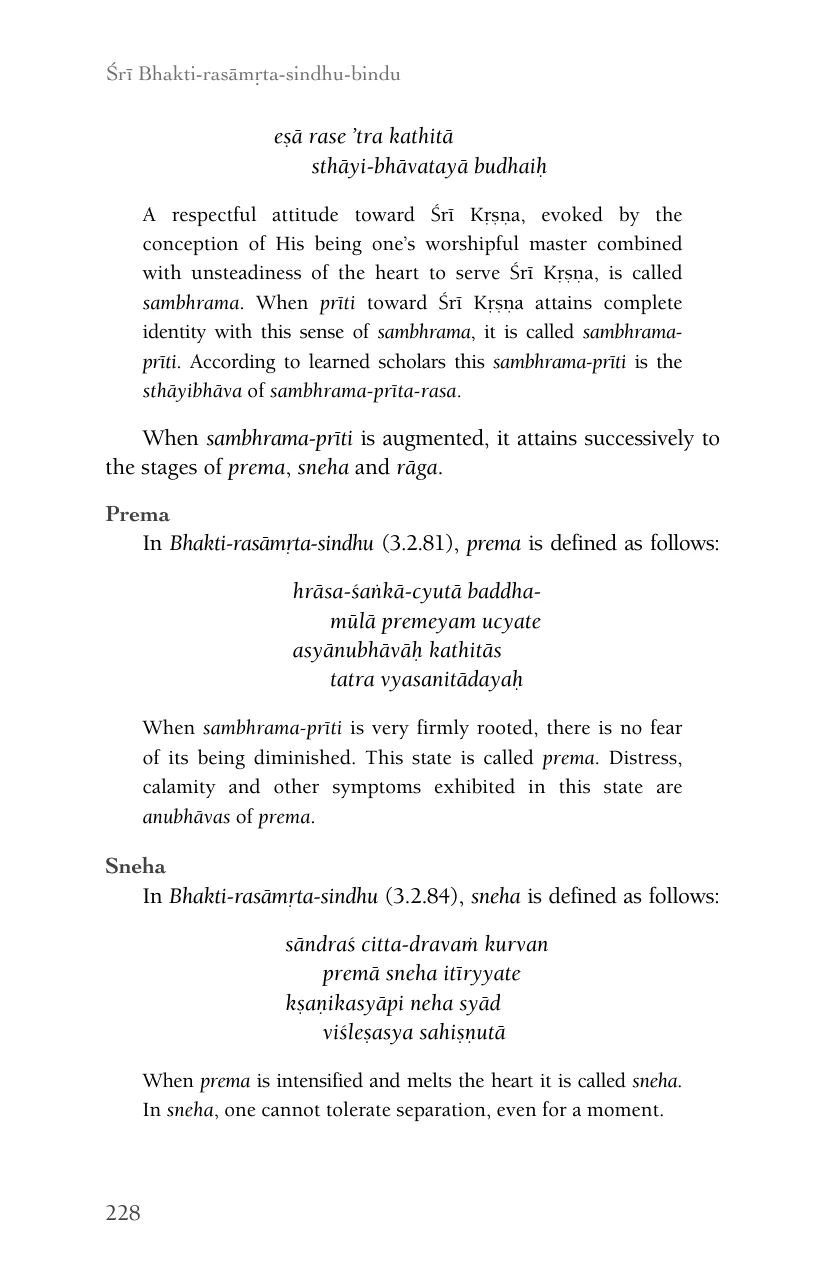 Śrī Bhakti-rasāmṛta-sindhu-bindu
eṣā rase ’tra kathitā
sthāyi-bhāvatayā budhaiḥ
A respectful attitude toward Śrī Kṛṣṇa, evoked by the
conception of His being one’s worshipful master combined
with unsteadiness of the heart to serve Śrī Kṛṣṇa, is called
sambhrama. When prīti toward Śrī Kṛṣṇa attains complete
identity with this sense of sambhrama, it is called sambhrama-
prīti. According to learned scholars this sambhrama-prīti is the
sthāyibhāva of sambhrama-prīta-rasa.
When sambhrama-prīti is augmented, it attains successively to
the stages of prema, sneha and rāga.
Prema
In Bhakti-rasāmṛta-sindhu (3.2.81), prema is defined as follows:
hrāsa-śaṅkā-cyutā baddha-
mūlā premeyam ucyate
asyānubhāvāḥ kathitās
tatra vyasanitādayaḥ
When sambhrama-prīti is very firmly rooted, there is no fear
of its being diminished. This state is called prema. Distress,
calamity and other symptoms exhibited in this state are
anubhāvas of prema.
Sneha
In Bhakti-rasāmṛta-sindhu (3.2.84), sneha is defined as follows:
sāndraś citta-dravaṁ kurvan
premā sneha itīryyate
kṣaṇikasyāpi neha syād
viśleṣasya sahiṣṇutā
When prema is intensified and melts the heart it is called sneha.
In sneha, one cannot tolerate separation, even for a moment.
228